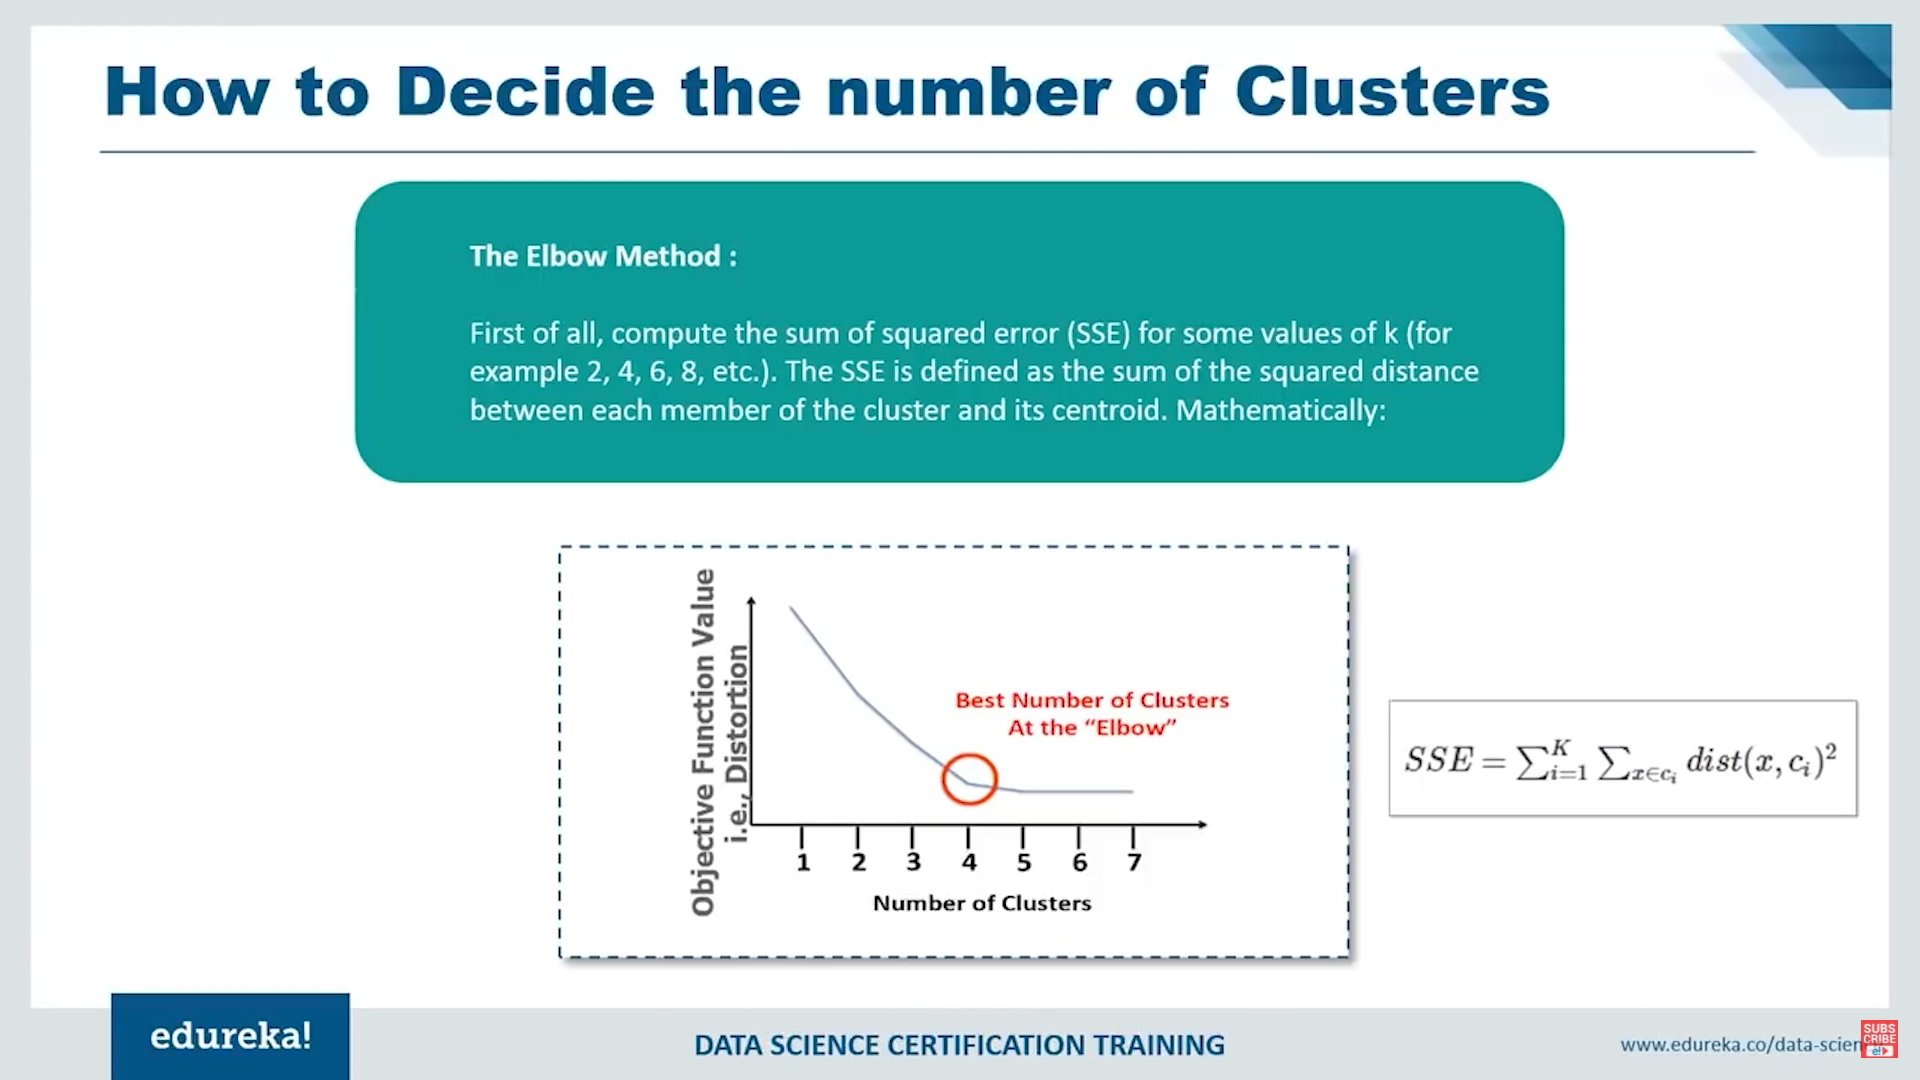 How to Decide the number of Clusters
The Elbow Method :
First of all, compute the sum of squared error (SSE) for some values of k (for
example 2, 4, 6, 8, etc.). The SSE is defined as the sum of the squared distance
between each member of the cluster and its centroid. Mathematically:
Objective Function Value
i.e., Distortion
Best Number of Clusters
At the “Elbow”
1 2 3 4 5 6 7
Number of Clusters
SSE = ∑_{i=1}^{K} ∑_{x∈c_i} dist(x, c_i)^2
edureka!
DATA SCIENCE CERTIFICATION TRAINING
www.edureka.co/data-scien
SUBS
CRIBE
e!